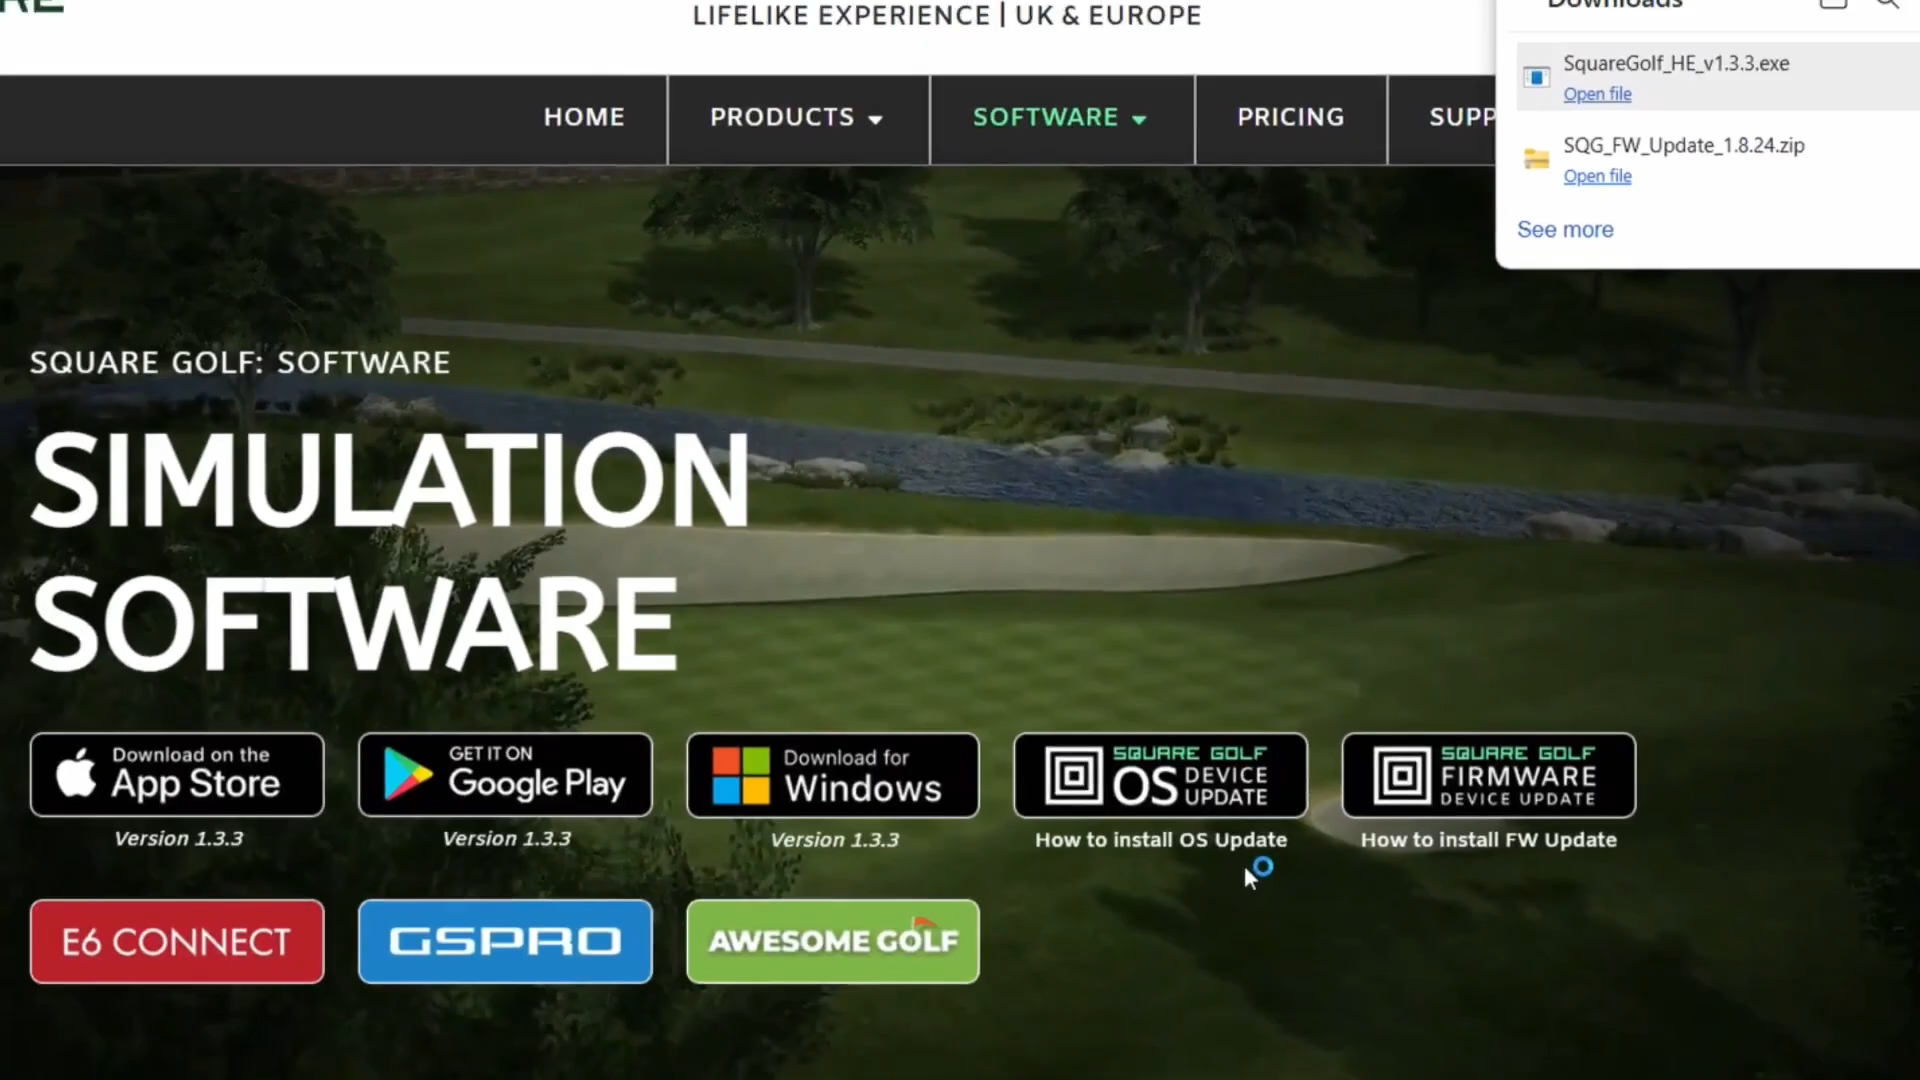 LIFELIKE EXPERIENCE | UK & EUROPE
Downloads
HOME
PRODUCTS
SOFTWARE
PRICING
SUPP
SquareGolf_HE_v1.3.3.exe
Open file
SQG_FW_Update_1.8.24.zip
Open file
See more
SQUARE GOLF: SOFTWARE
SIMULATION
SOFTWARE
Download on the
App Store
Version 1.3.3
GET IT ON
Google Play
Version 1.3.3
Download for
Windows
Version 1.3.3
SQUARE GOLF
OS DEVICE
UPDATE
How to install OS Update
SQUARE GOLF
FIRMWARE
DEVICE UPDATE
How to install FW Update
E6 CONNECT
GSPRO
AWESOME GOLF